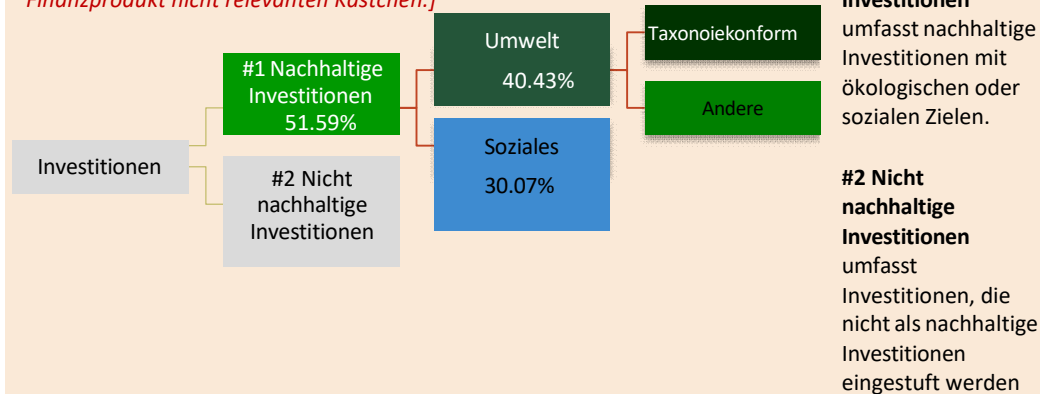 Finanzprodukt nicht relevanten Kästchen.]
Investitionen
#1 Nachhaltige
Investitionen
51.59%
#2 Nicht
nachhaltige
Investitionen
Umwelt
40.43%
Soziales
30.07%
Taxonoiekonform
Andere
Investitionen
umfasst nachhaltige
Investitionen mit
ökologischen oder
sozialen Zielen.
#2 Nicht
nachhaltige
Investitionen
umfasst
Investitionen, die
nicht als nachhaltige
Investitionen
eingestuft werden